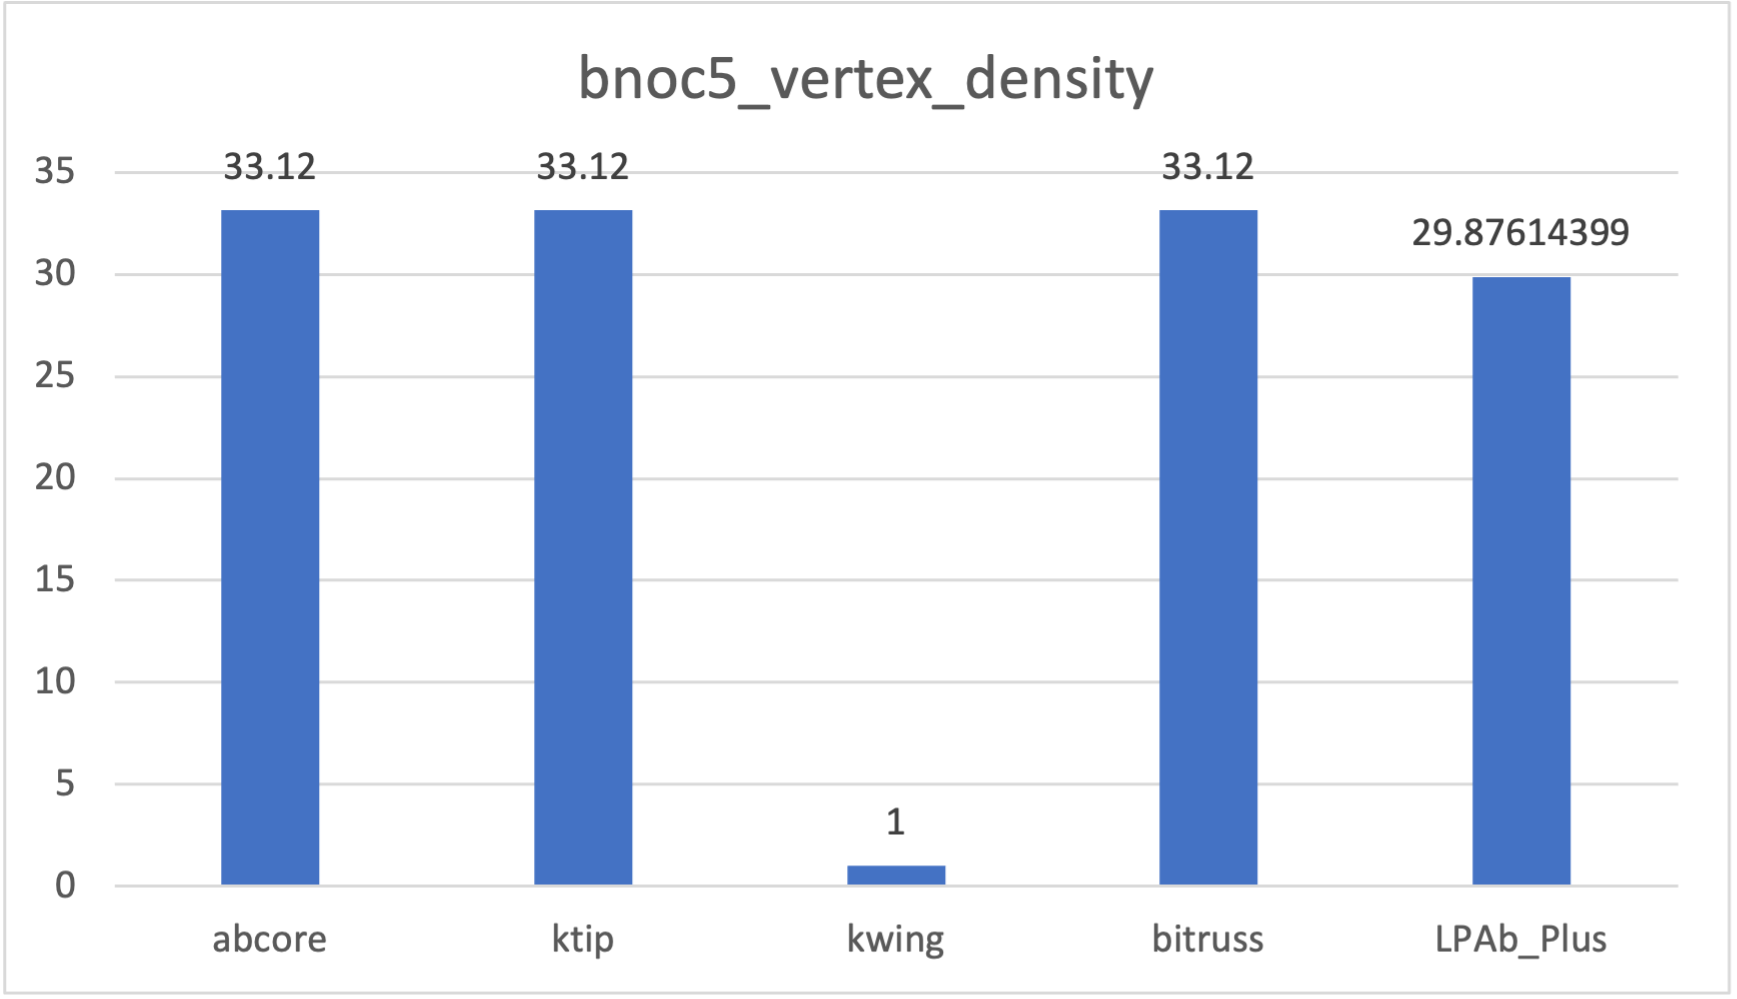 bnoc5_vertex_density
35
30
25
20
15
10
5
0
33.12
33.12
1
33.12
29.87614399
abcore
ktip
kwing
bitruss
LPAb_Plus